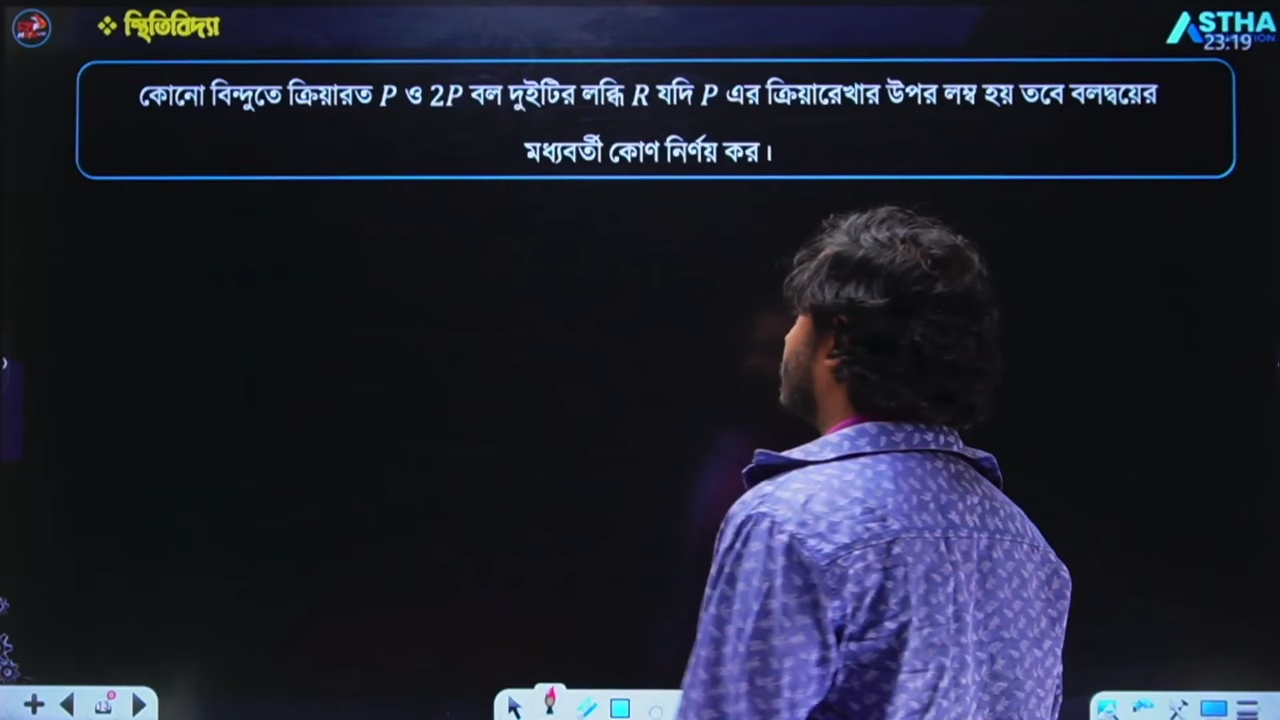 ❖ স্থিতিবিদ্যা
ASTHA
23:19
কোনো বিন্দুতে ক্রিয়ারত P ও 2P বল দুইটির লব্ধি R যদি P এর ক্রিয়ারেখার উপর লম্ব হয় তবে বলদ্বয়ের
মধ্যবর্তী কোণ নির্ণয় কর।